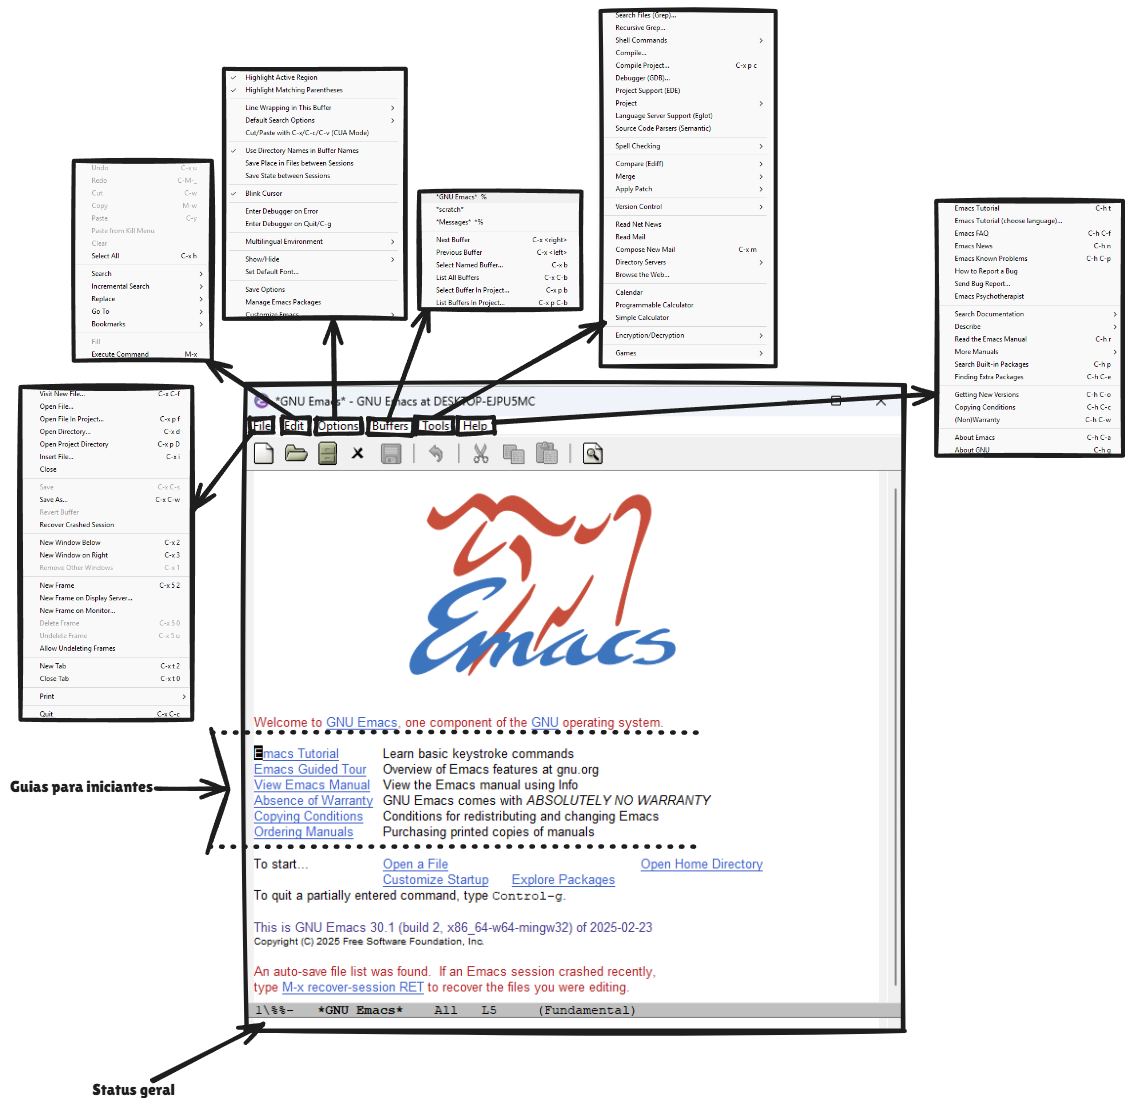 Search Files (Grep)...
Recursive Grep...
Shell Commands
Compile...
Compile Project... C-x p c
Debugger (GDB)...
Project Support (EDE)
Project
Language Server Support (Eglot)
Source Code Parsers (Semantic)
Spell Checking
Compare (Ediff)
Merge
Apply Patch
Version Control
Read Net News
Read Mail
Compose New Mail C-x m
Directory Servers
Browse the Web...
Calendar
Programmable Calculator
Simple Calculator
Encryption/Decryption
Games
Highlight Active Region
Highlight Matching Parentheses
Line Wrapping in This Buffer
Default Search Options
Cut/Paste with C-x/C-c/C-v (CUA Mode)
Use Directory Names in Buffer Names
Save Place in Files between Sessions
Save State between Sessions
Blink Cursor
Enter Debugger on Error
Enter Debugger on Quit/C-g
Multilingual Environment
Show/Hide
Set Default Font...
Save Options
Manage Emacs Packages
Customize Emacs
Undo C-x u
Redo C-M-_
Cut C-w
Copy M-w
Paste C-y
Paste from Kill Menu
Clear
Select All C-x h
Search
Incremental Search
Replace
Go To
Bookmarks
Fill
Execute Command M-x
*GNU Emacs* %
*scratch*
*Messages* *%
Next Buffer C-x <right>
Previous Buffer C-x <left>
Select Named Buffer... C-x b
List All Buffers C-x C-b
Select Buffer In Project... C-x p b
List Buffers In Project... C-x p C-b
Emacs Tutorial C-h t
Emacs Tutorial (choose language)...
Emacs FAQ C-h C-f
Emacs News C-h n
Emacs Known Problems C-h C-p
How to Report a Bug
Send Bug Report...
Emacs Psychotherapist
Search Documentation
Describe
Read the Emacs Manual C-h r
More Manuals
Search Built-in Packages C-h p
Finding Extra Packages C-h C-e
Getting New Versions C-h C-o
Copying Conditions C-h C-c
(Non)Warranty C-h C-w
About Emacs C-h C-a
About GNU C-h g
Visit New File... C-x C-f
Open File...
Open File In Project... C-x p f
Open Directory... C-x d
Open Project Directory C-x p D
Insert File... C-x i
Close
Save C-x C-s
Save As... C-x C-w
Revert Buffer
Recover Crashed Session
New Window Below C-x 2
New Window on Right C-x 3
Remove Other Windows C-x 1
New Frame C-x 5 2
New Frame on Display Server...
New Frame on Monitor...
Delete Frame C-x 5 0
Undelete Frame C-x 5 u
Allow Undeleting Frames
New Tab C-x t 2
Close Tab C-x t 0
Print
Quit C-x C-c
*GNU Emacs* - GNU Emacs at DESKTOP-EJPU5MC
File Edit Options Buffers Tools Help
Emacs
Welcome to GNU Emacs, one component of the GNU operating system.
Emacs Tutorial Learn basic keystroke commands
Emacs Guided Tour Overview of Emacs features at gnu.org
View Emacs Manual View the Emacs manual using Info
Absence of Warranty GNU Emacs comes with ABSOLUTELY NO WARRANTY
Copying Conditions Conditions for redistributing and changing Emacs
Ordering Manuals Purchasing printed copies of manuals
Guias para iniciantes
To start... Open a File Open Home Directory
Customize Startup Explore Packages
To quit a partially entered command, type Control-g.
This is GNU Emacs 30.1 (build 2, x86_64-w64-mingw32) of 2025-02-23
Copyright (C) 2025 Free Software Foundation, Inc.
An auto-save file list was found. If an Emacs session crashed recently,
type M-x recover-session RET to recover the files you were editing.
1\%%- *GNU Emacs* All L5 (Fundamental)
Status geral